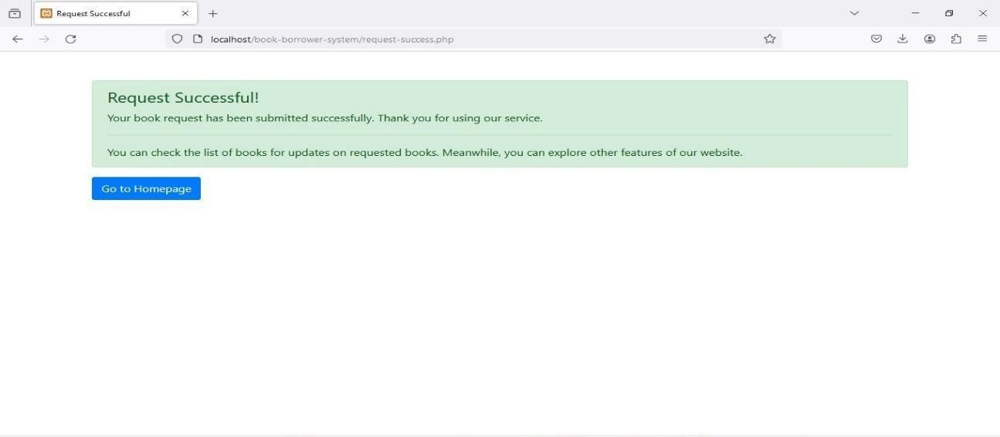 Request Successful
localhost/book-borrower-system/request-success.php
Request Successful!
Your book request has been submitted successfully. Thank you for using our service.
You can check the list of books for updates on requested books. Meanwhile, you can explore other features of our website.
Go to Homepage